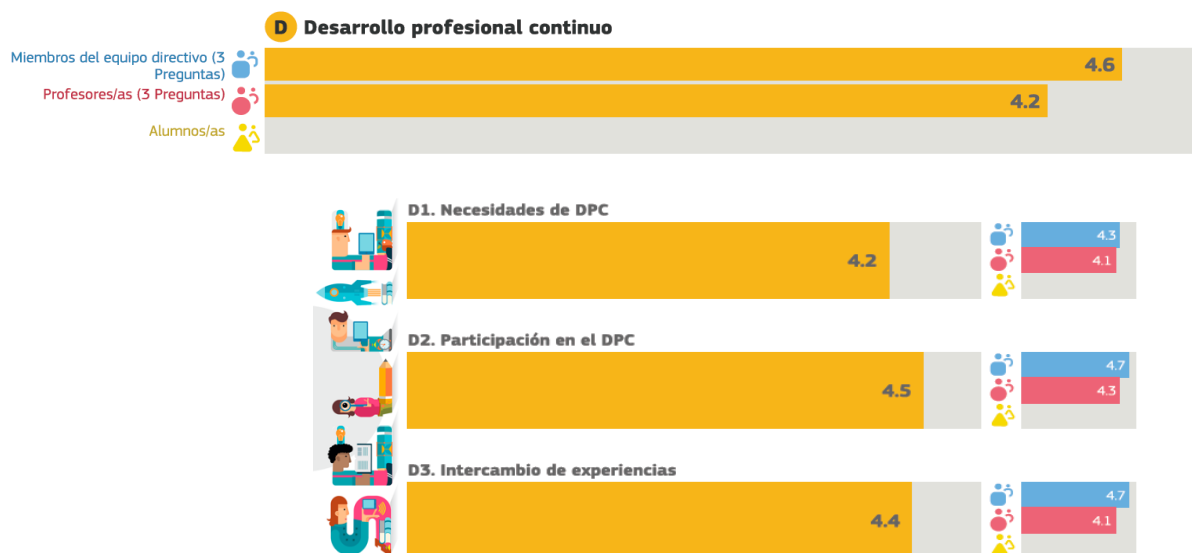 D Desarrollo profesional continuo
Miembros del equipo directivo (3
Preguntas)
4.6
Profesores/as (3 Preguntas)
4.2
Alumnos/as
D1. Necesidades de DPC
4.2
4.3
4.1
D2. Participación en el DPC
4.5
4.7
4.3
D3. Intercambio de experiencias
4.4
4.7
4.1